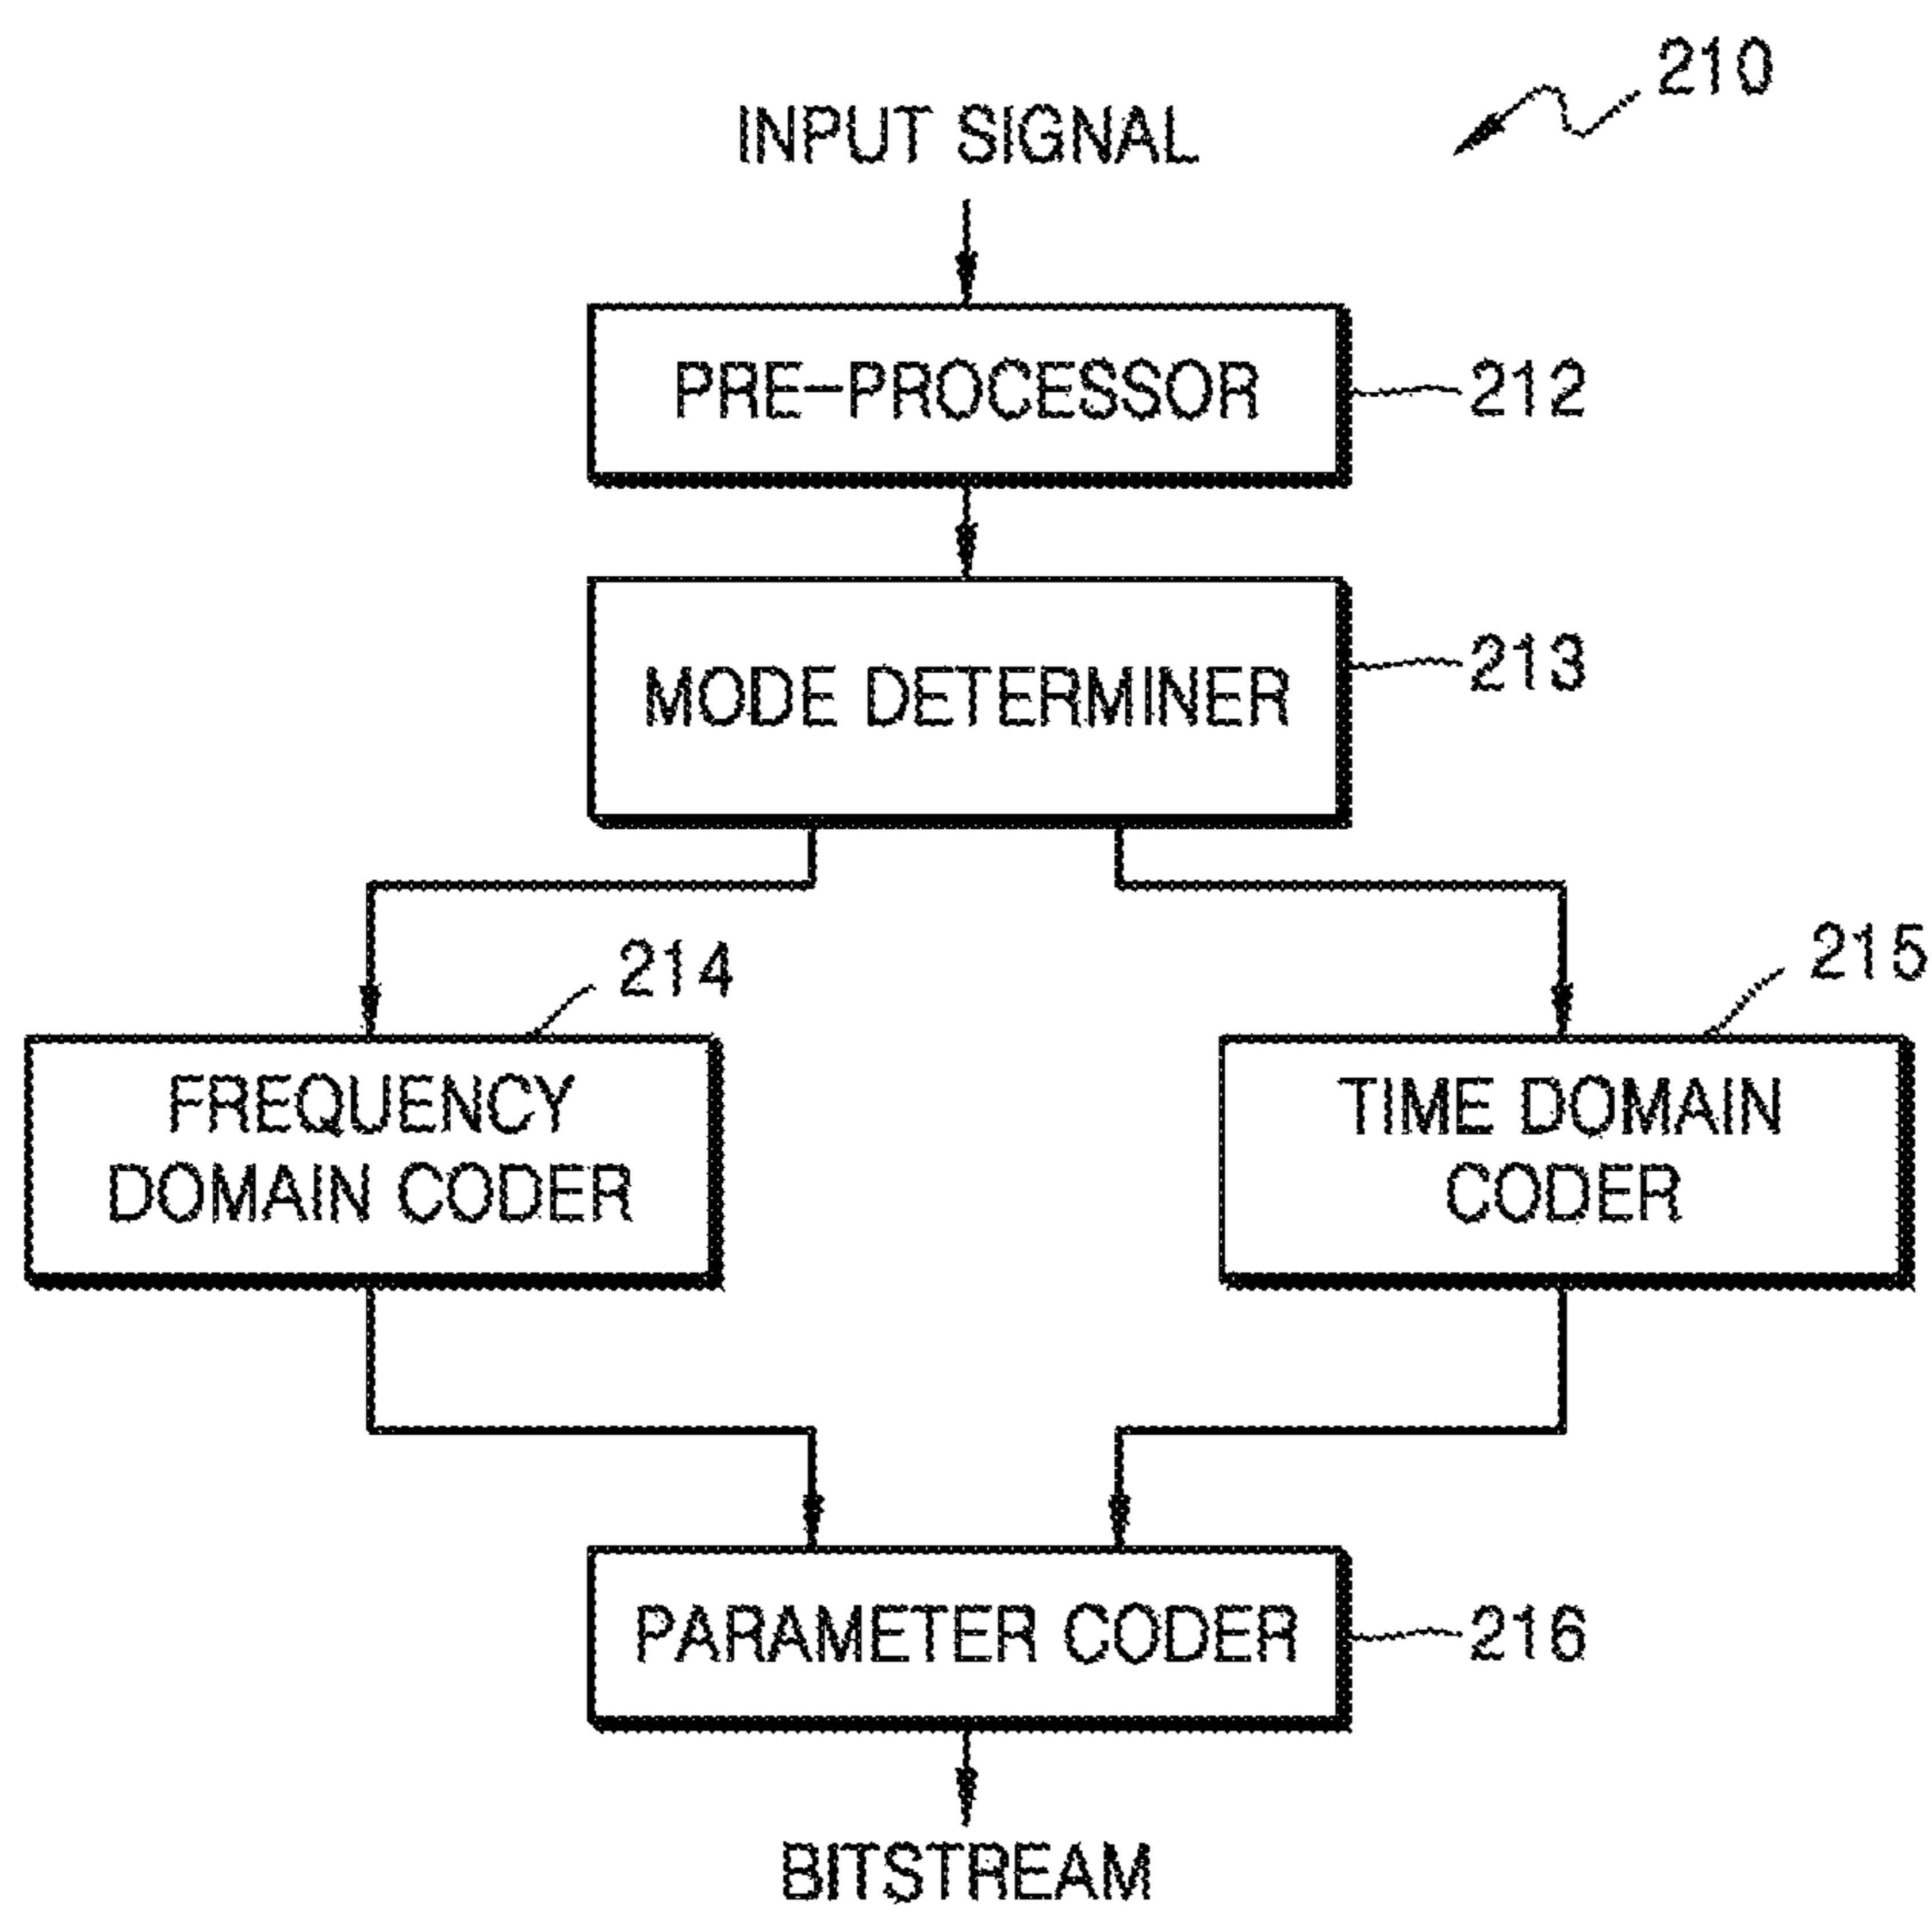 210
INPUT SIGNAL
PRE-PROCESSOR
212
MODE DETERMINER
213
214
215
FREQUENCY
DOMAIN CODER
TIME DOMAIN
CODER
PARAMETER CODER
216
BITSTREAM